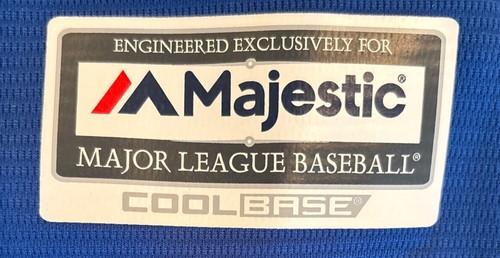 ENGINEERED EXCLUSIVELY FOR
Majestic®
MAJOR LEAGUE BASEBALL®
COOLBASE®